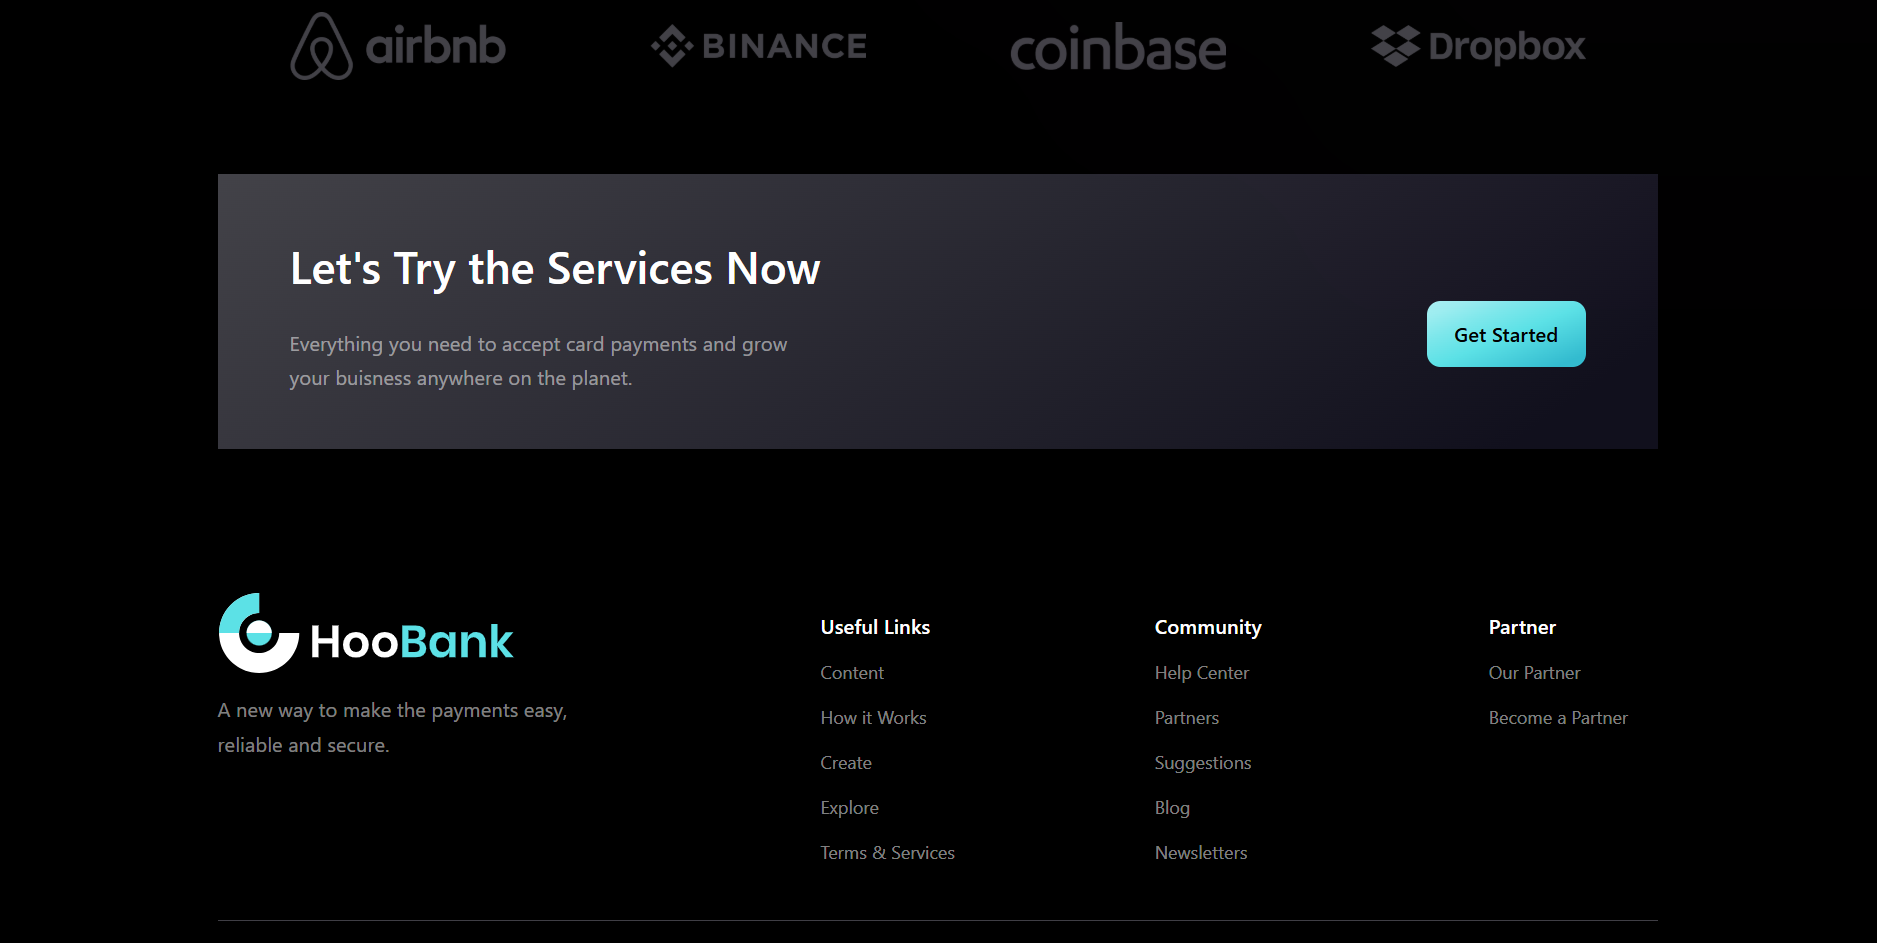 airbnb
BINANCE
coinbase
Dropbox
Let's Try the Services Now
Everything you need to accept card payments and grow
your buisness anywhere on the planet.
Get Started
HooBank
A new way to make the payments easy,
reliable and secure.
Useful Links
Content
How it Works
Create
Explore
Terms & Services
Community
Help Center
Partners
Suggestions
Blog
Newsletters
Partner
Our Partner
Become a Partner